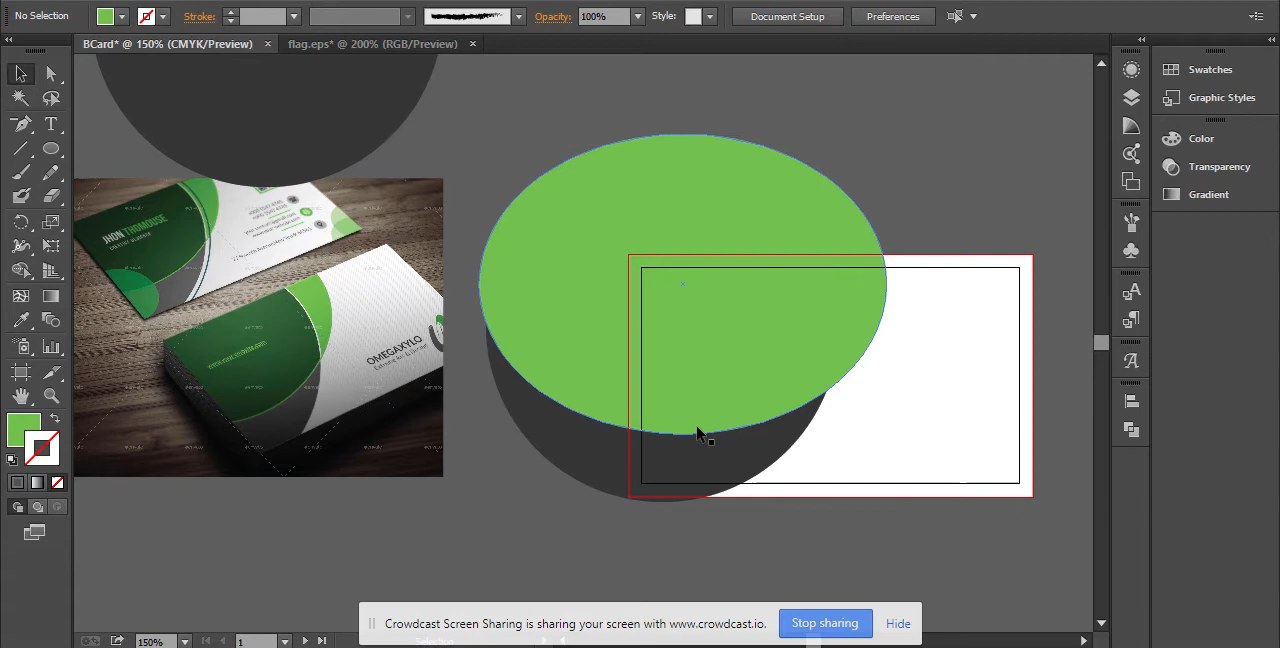 No Selection
Stroke:
Opacity:
100%
Style:
Document Setup
Preferences
BCard* @ 150% (CMYK/Preview)
flag.eps* @ 200% (RGB/Preview)
Swatches
Graphic Styles
Color
Transparency
Gradient
JHON THOMOUSE
OMEGAXYLO
Crowdcast Screen Sharing is sharing your screen with www.crowdcast.io.
Stop sharing
Hide
150%
1
Selection